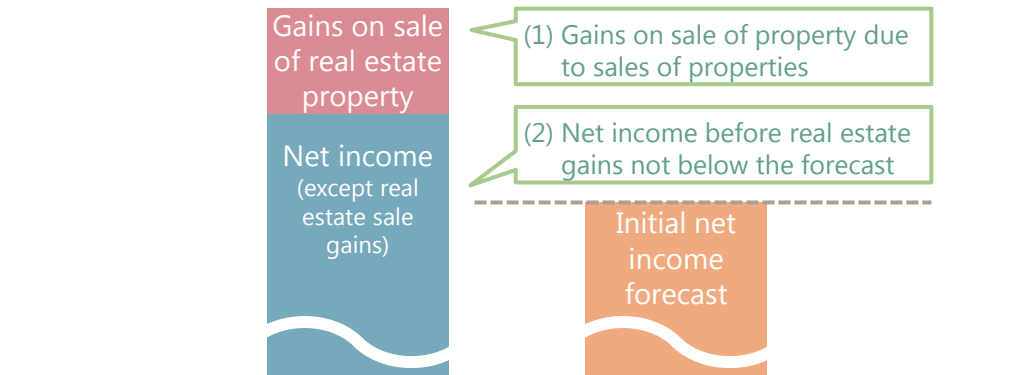 Gains on sale
of real estate
property
(1) Gains on sale of property due
to sales of properties
(2) Net income before real estate
gains not below the forecast
Net income
(except real
estate sale
gains)
Initial net
income
forecast